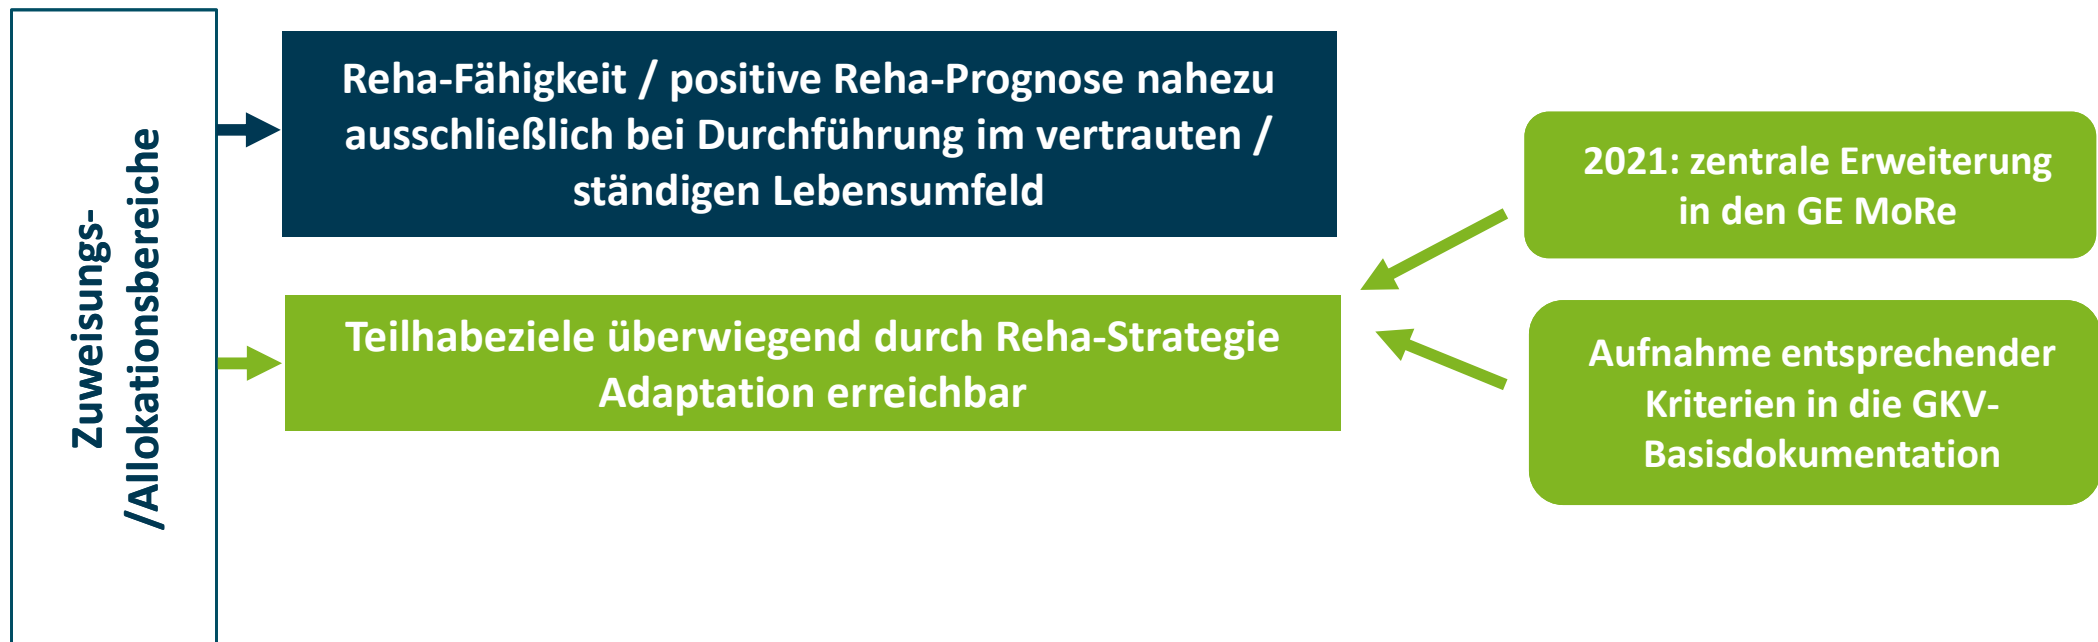 Zuweisungs-
/Allokationsbereiche
Reha-Fähigkeit / positive Reha-Prognose nahezu
ausschließlich bei Durchführung im vertrauten /
ständigen Lebensumfeld
Teilhabeziele überwiegend durch Reha-Strategie
Adaptation erreichbar
2021: zentrale Erweiterung
in den GE MoRe
Aufnahme entsprechender
Kriterien in die GKV-
Basisdokumentation